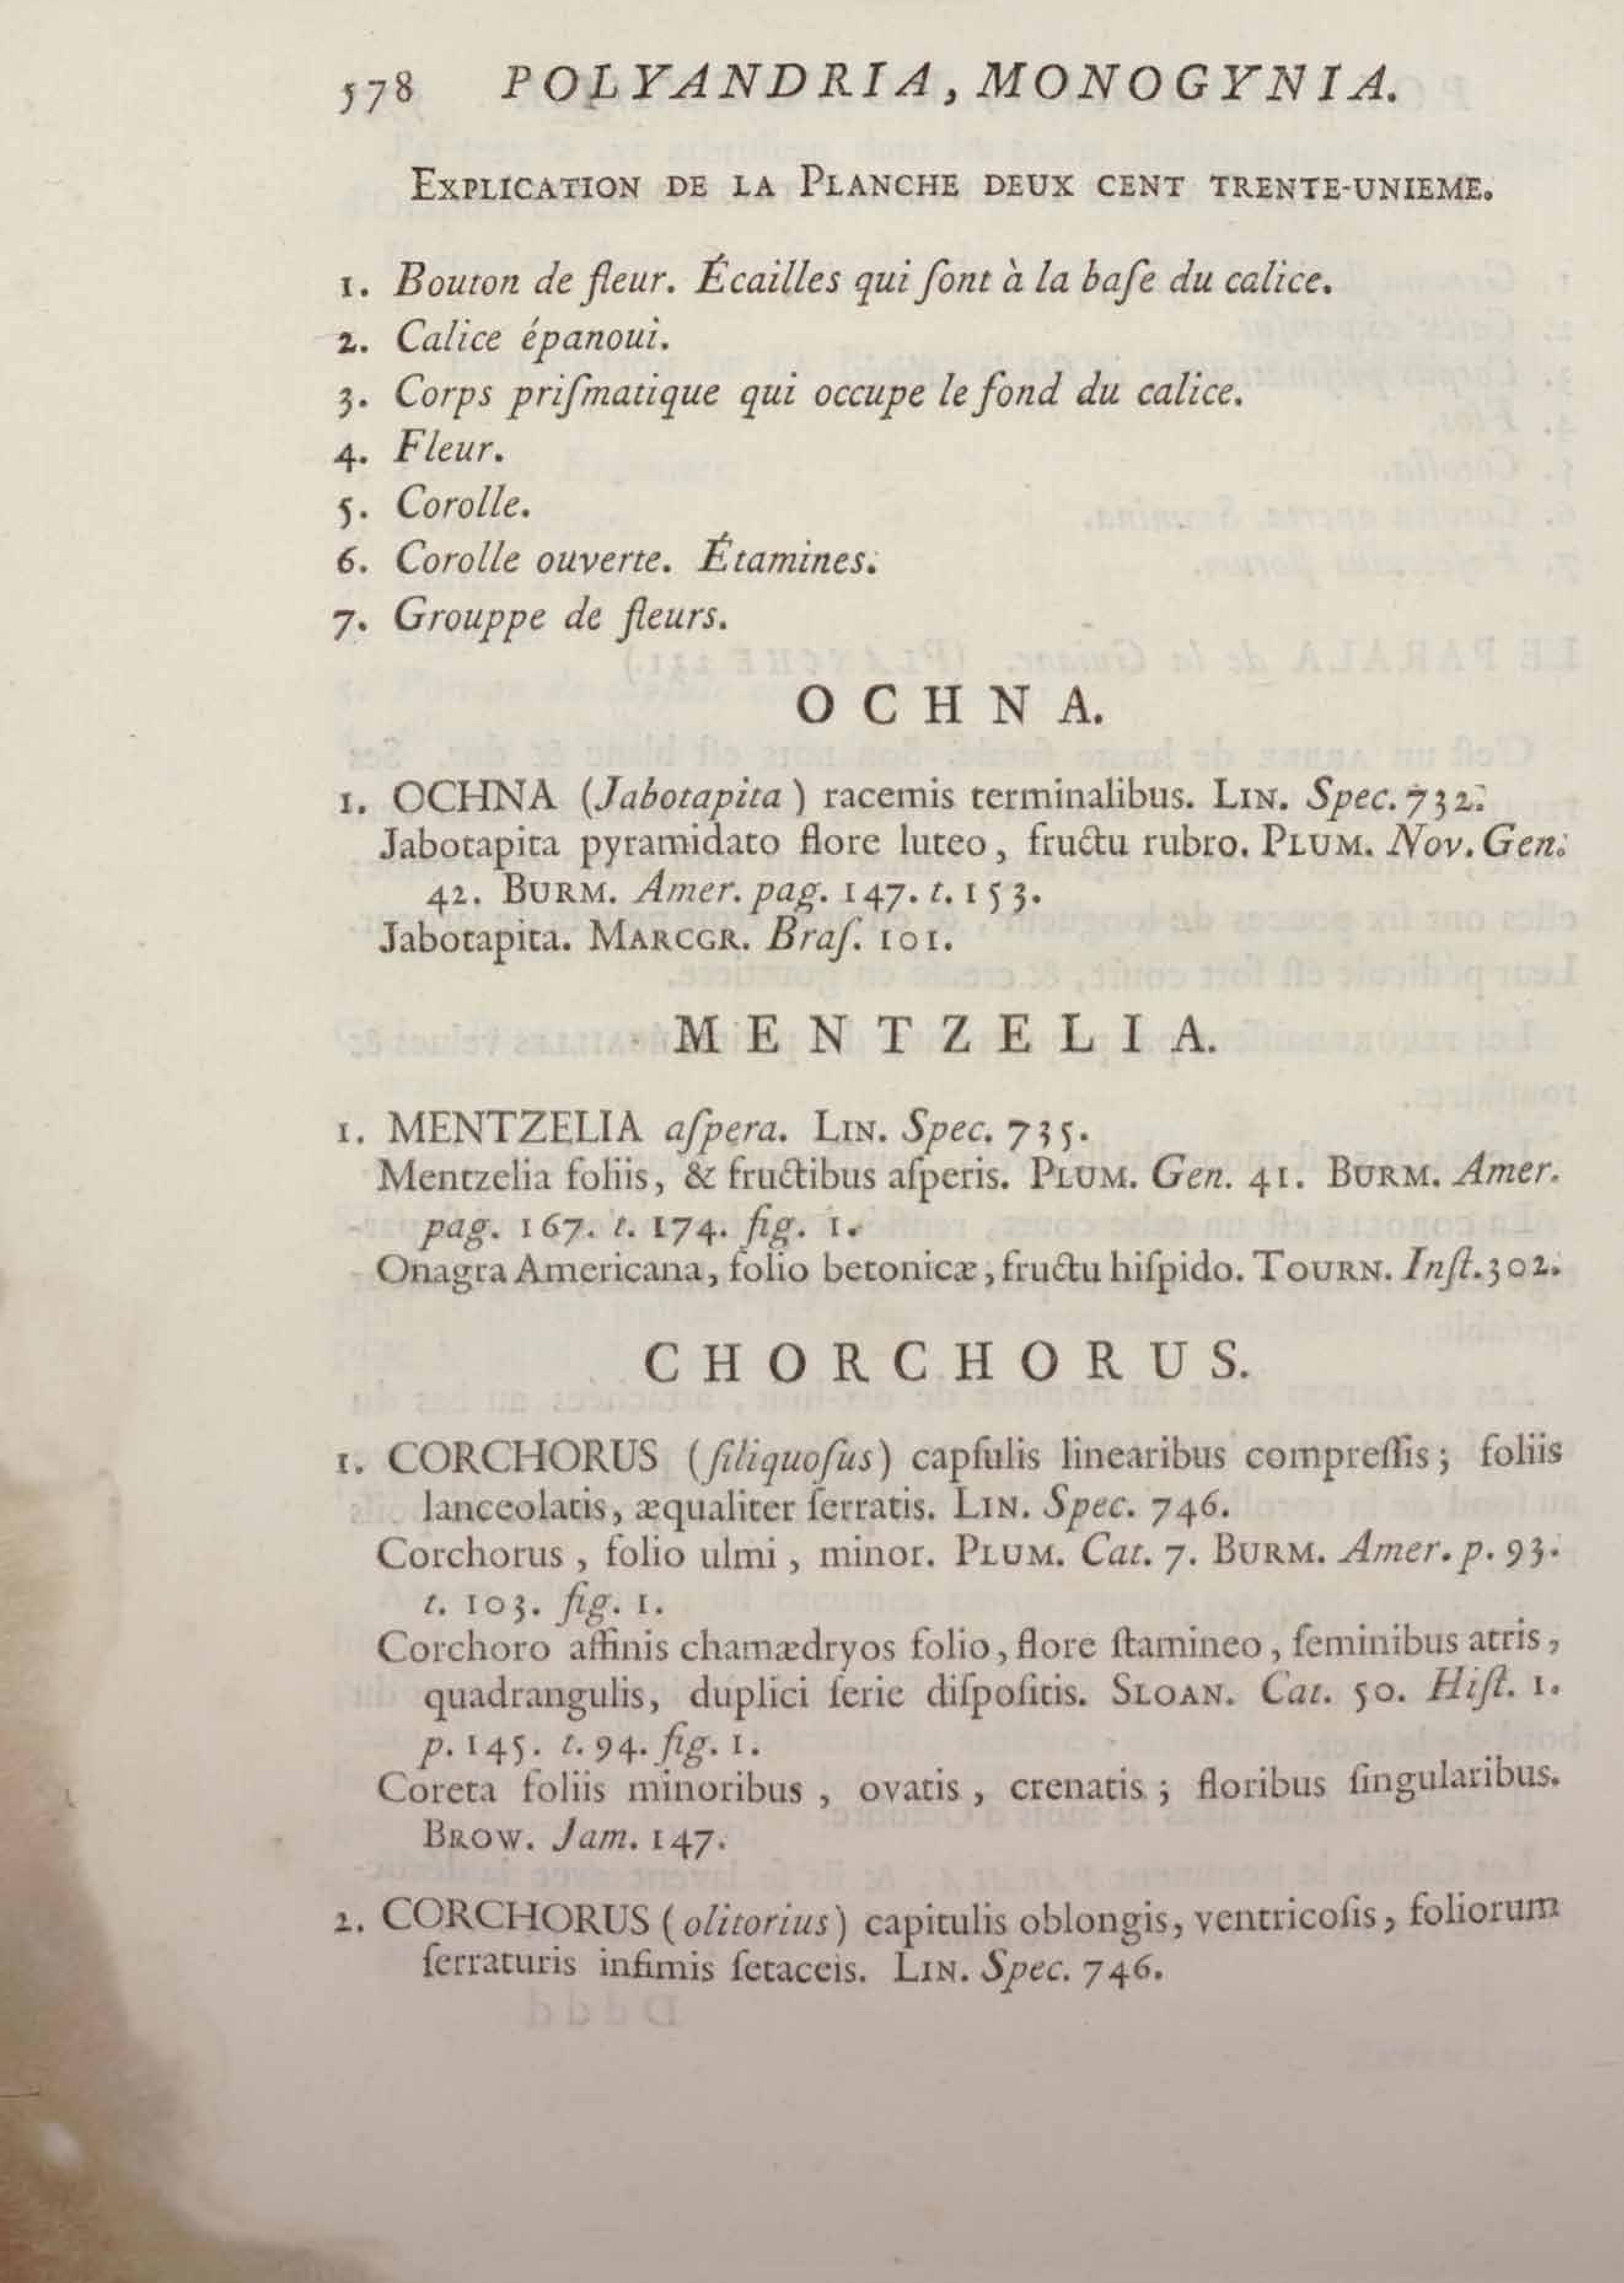 578 POLYANDRIA, MONOGYNIA.
EXPLICATION DE LA PLANCHE DEUX CENT TRENTE-UNIEME.
1. Bouton de fleur. Écailles qui ſont à la baſe du calice.
2. Calice épanoui.
3. Corps priſmatique qui occupe le fond du calice.
4. Fleur.
5. Corolle.
6. Corolle ouverte. Étamines.
7. Grouppe de fleurs.
OCHNA.
1. OCHNA (Jabotapita) racemis terminalibus. LIN. Spec. 732.
Jabotapita pyramidato flore luteo, fructu rubro. PLUM. Nov. Gen.
42. BURM. Amer. pag. 147. t. 153.
Jabotapita. MARCGR. Braſ. 101.
MENTZELIA.
1. MENTZELIA aſpera. LIN. Spec. 735.
Mentzelia foliis, & fructibus aſperis. PLUM. Gen. 41. BURM. Amer.
pag. 167. t. 174. fig. 1.
Onagra Americana, folio betonicæ, fructu hiſpido. TOURN. Inſt. 302.
CHORCHORUS.
1. CORCHORUS (ſiliquoſus) capſulis linearibus compreſſis; foliis
lanceolatis, æqualiter ſerratis. LIN. Spec. 746.
Corchorus, folio ulmi, minor. PLUM. Cat. 7. BURM. Amer. p. 93.
t. 103. fig. 1.
Corchoro affinis chamædryos folio, flore ſtamineo, ſeminibus atris,
quadrangulis, duplici ſerie diſpoſitis. SLOAN. Cat. 50. Hiſt. 1.
p. 145. t. 94. fig. 1.
Coreta foliis minoribus, ovatis, crenatis; floribus ſingularibus.
BROW. Jam. 147.
2. CORCHORUS (olitorius) capitulis oblongis, ventricoſis, foliorum
ſerraturis infimis ſetaceis. LIN. Spec. 746.